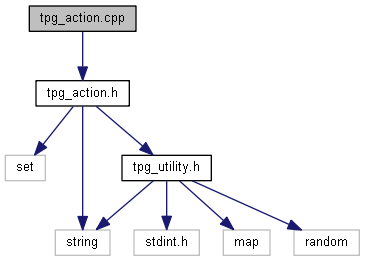 tpg_action.cpp
tpg_action.h
set
tpg_utility.h
string
stdint.h
map
random